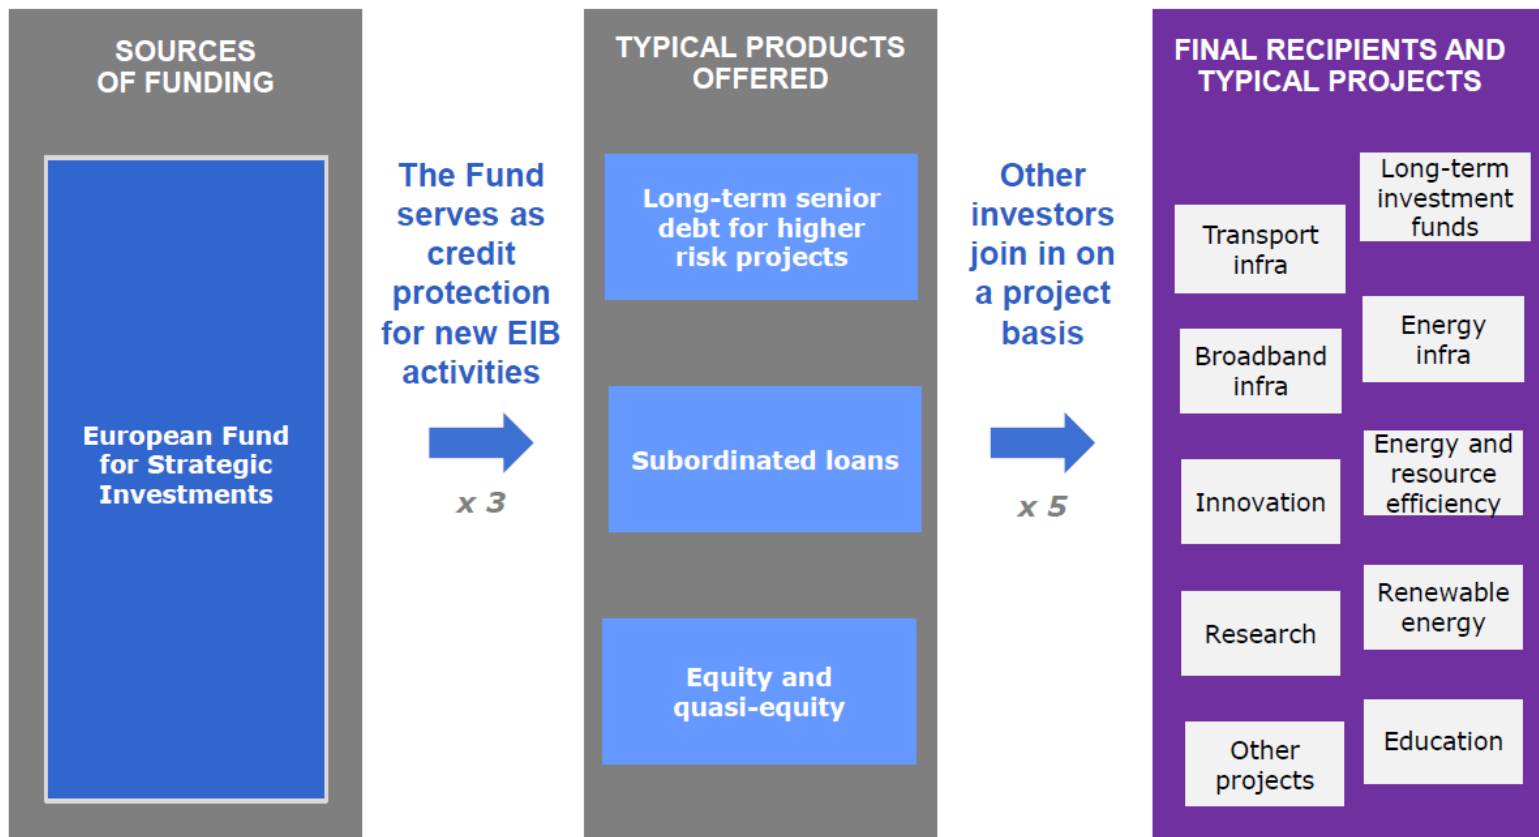 SOURCES
OF FUNDING
European Fund
for Strategic
Investments
The Fund
serves as
credit
protection
for new EIB
activities
x 3
TYPICAL PRODUCTS
OFFERED
Long-term senior
debt for higher
risk projects
Subordinated loans
Equity and
quasi-equity
Other
investors
join in on
a project
basis
x 5
FINAL RECIPIENTS AND
TYPICAL PROJECTS
Long-term
investment
funds
Transport
infra
Energy
infra
Broadband
infra
Energy and
resource
efficiency
Innovation
Renewable
energy
Research
Education
Other
projects